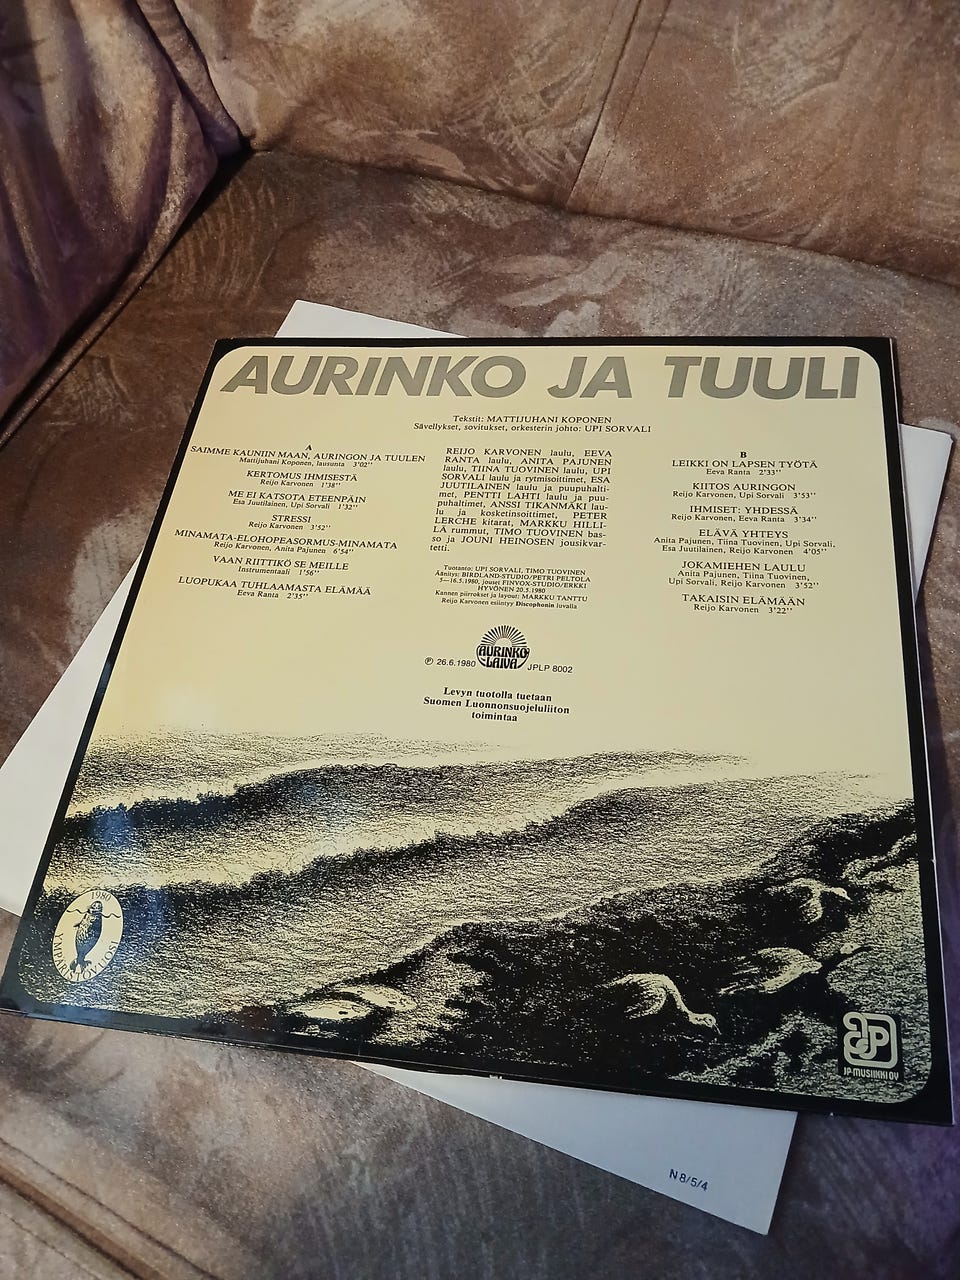 AURINKO JA TUULI
Tekstit: MATTIJUHANI KOPONEN
Sävellykset, sovitukset, orkesterin johto: UPI SORVALI
A
SAIMME KAUNIIN MAAN, AURINGON JA TUULEN
Mattijuhani Koponen, lausunta 3'02''
KERTOMUS IHMISESTÄ
Reijo Karvonen 1'38''
ME EI KATSOTA ETEENPÄIN
Esa Juutilainen, Upi Sorvali 1'32''
STRESSI
Reijo Karvonen 3'52''
MINAMATA-ELOHOPEASORMUS-MINAMATA
Reijo Karvonen, Anita Pajunen 6'54''
VAAN RIITTIKÖ SE MEILLE
Instrumentaali 1'56''
LUOPUKAA TUHLAAMASTA ELÄMÄÄ
Eeva Ranta 2'35''
REIJO KARVONEN laulu, EEVA
RANTA laulu, ANITA PAJUNEN
laulu, TIINA TUOVINEN laulu, UPI
SORVALI laulu ja rytmisoittimet, ESA
JUUTILAINEN laulu ja puupuhalti-
met, PENTTI LAHTI laulu ja puu-
puhaltimet, ANSSI TIKANMÄKI lau-
lu ja kosketinsoittimet, PETER
LERCHE kitarat, MARKKU HILLI-
LÄ rummut, TIMO TUOVINEN bas-
so ja JOUNI HEINOSEN jousikvar-
tetti.
Tuotanto: UPI SORVALI, TIMO TUOVINEN
Äänitys: BIRDLAND-STUDIO/PETRI PELTOLA
5—16.5.1980, jouset FINVOX-STUDIO/ERKKI
HYVÖNEN 20.5.1980
Kannen piirrokset ja layout: MARKKU TANTTU
Reijo Karvonen esiintyy Discophonin luvalla
B
LEIKKI ON LAPSEN TYÖTÄ
Eeva Ranta 2'33''
KIITOS AURINGON
Reijo Karvonen, Upi Sorvali 3'53''
IHMISET: YHDESSÄ
Reijo Karvonen, Eeva Ranta 3'34''
ELÄVÄ YHTEYS
Anita Pajunen, Tiina Tuovinen, Upi Sorvali,
Esa Juutilainen, Reijo Karvonen 4'05''
JOKAMIEHEN LAULU
Anita Pajunen, Tiina Tuovinen,
Upi Sorvali, Reijo Karvonen 3'52''
TAKAISIN ELÄMÄÄN
Reijo Karvonen 3'22''
AURINKO
LAIVA
℗ 26.6.1980 JPLP 8002
Levyn tuotolla tuetaan
Suomen Luonnonsuojeluliiton
toimintaa
1980
YMPÄRISTÖVUOSI
JP
JP-MUSIIKKI OY
N 8/5/4